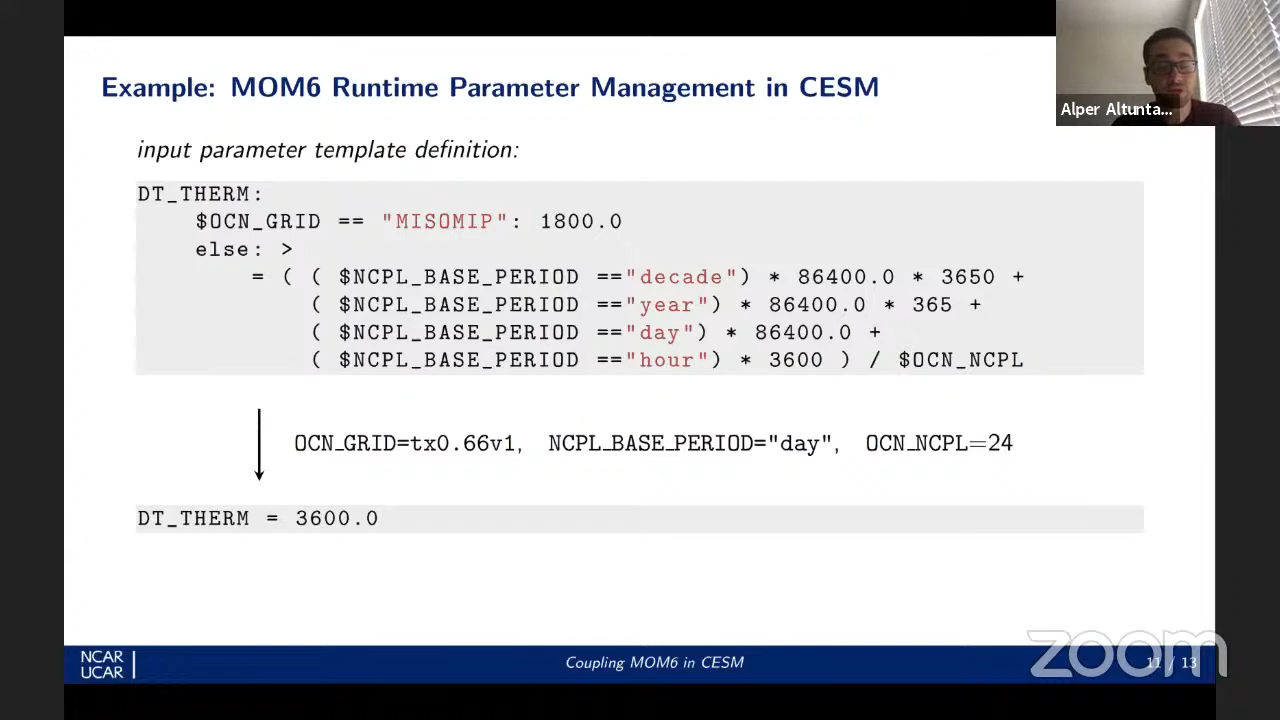 Example: MOM6 Runtime Parameter Management in CESM
Alper Altunta...
input parameter template definition:
DT_THERM:
$OCN_GRID == "MISOMIP": 1800.0
else: >
= ( ( $NCPL_BASE_PERIOD =="decade") * 86400.0 * 3650 +
( $NCPL_BASE_PERIOD =="year") * 86400.0 * 365 +
( $NCPL_BASE_PERIOD =="day") * 86400.0 +
( $NCPL_BASE_PERIOD =="hour") * 3600 ) / $OCN_NCPL
OCN_GRID=tx0.66v1, NCPL_BASE_PERIOD="day", OCN_NCPL=24
DT_THERM = 3600.0
NCAR
UCAR
Coupling MOM6 in CESM
11 / 13
zoom